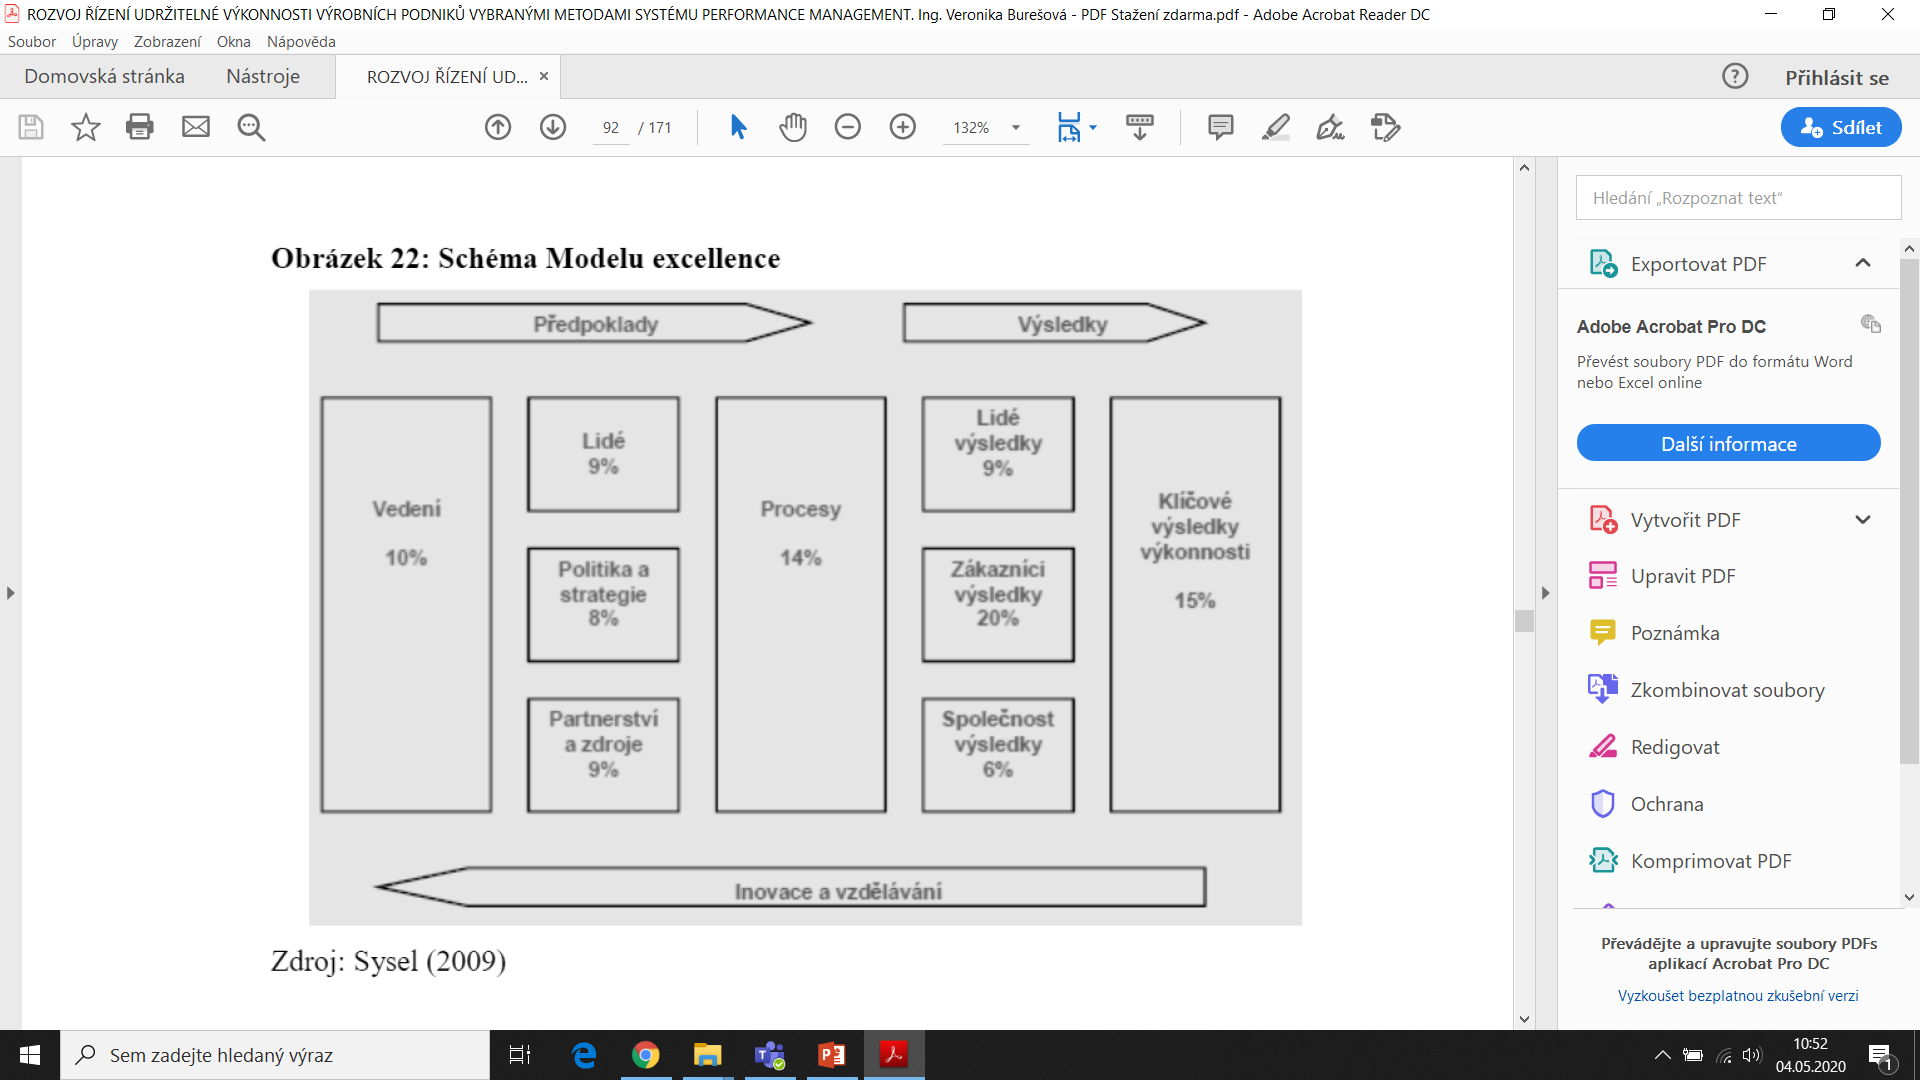 ROZVOJ ŘÍZENÍ UDRŽITELNÉ VÝKONNOSTI VÝROBNÍCH PODNIKŮ VYBRANÝMI METODAMI SYSTÉMU PERFORMANCE MANAGEMENT. Ing. Veronika Burešová - PDF Stažení zdarma.pdf - Adobe Acrobat Reader DC
Soubor Úpravy Zobrazení Okna Nápověda
Domovská stránka Nástroje ROZVOJ ŘÍZENÍ UD... × Přihlásit se
92 / 171 132% Sdílet
Obrázek 22: Schéma Modelu excellence
Předpoklady
Výsledky
Vedení
10%
Lidé
9%
Politika a
strategie
8%
Partnerství
a zdroje
9%
Procesy
14%
Lidé
výsledky
9%
Zákazníci
výsledky
20%
Společnost
výsledky
6%
Klíčové
výsledky
výkonnosti
15%
Inovace a vzdělávání
Zdroj: Sysel (2009)
Hledání „Rozpoznat text“
Exportovat PDF
Adobe Acrobat Pro DC
Převést soubory PDF do formátu Word
nebo Excel online
Další informace
Vytvořit PDF
Upravit PDF
Poznámka
Zkombinovat soubory
Redigovat
Ochrana
Komprimovat PDF
Převádějte a upravujte soubory PDFs
aplikací Acrobat Pro DC
Vyzkoušet bezplatnou zkušební verzi
Sem zadejte hledaný výraz
10:52
04.05.2020
1